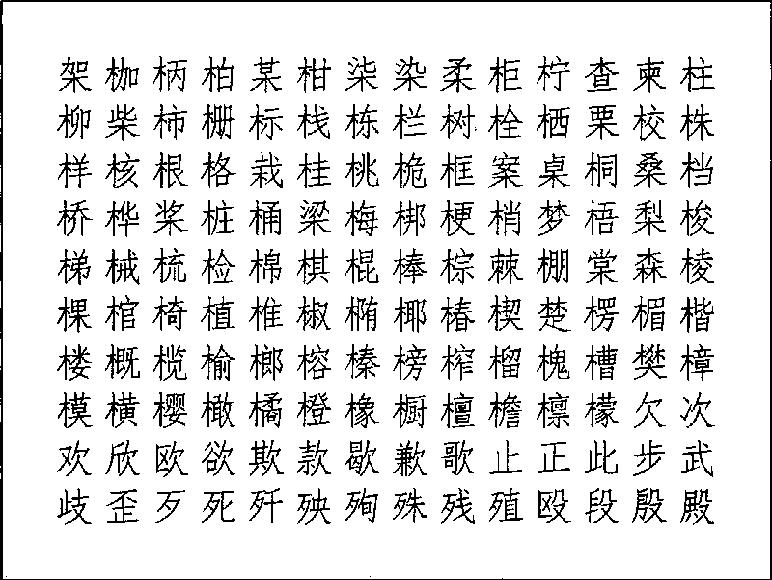 架枷柄柏某柑柒染柔柜柠查柬柱
柳柴柿栅标栈栋栏树栓栖栗校株
样核根格栽桂桃桅框案桌桐桑档
桥桦桨桩桶梁梅梆梗梢梦梧梨梭
梯械梳检棉棋棍棒棕棘棚棠森棱
棵棺椅植椎椒椭椰椿楔楚楞楣楷
楼概榄榆榔榕榛榜榨榴槐槽樊樟
模横樱橄橘橙橡橱檀檐檩檬欠次
欢欣欧欲欺款歇歉歌止正此步武
歧歪歹死歼殃殉殊残殖殴段殷殿